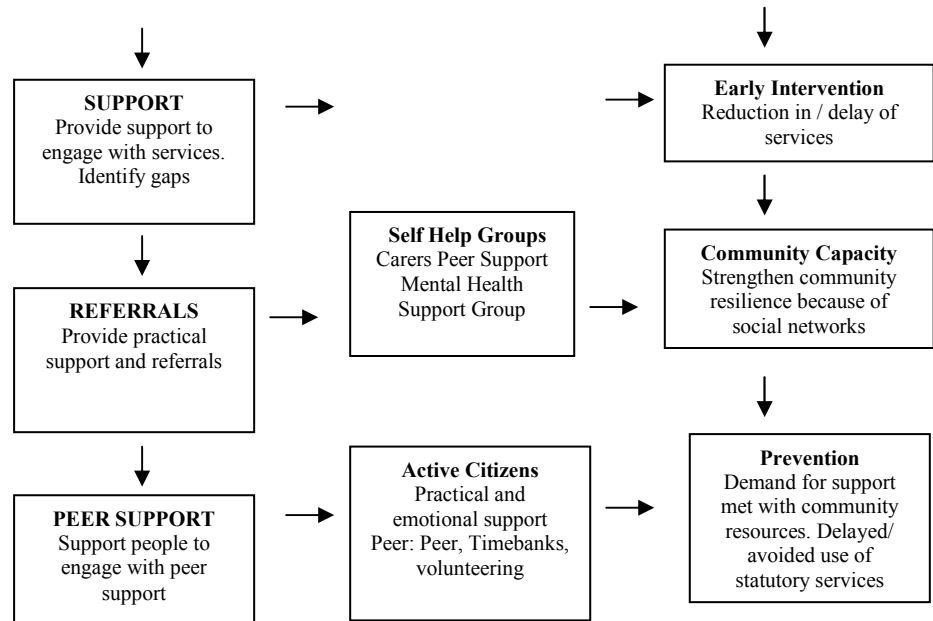 SUPPORT
Provide support to
engage with services.
Identify gaps
Early Intervention
Reduction in / delay of
services
Self Help Groups
Carers Peer Support
Mental Health
Support Group
Community Capacity
Strengthen community
resilience because of
social networks
REFERRALS
Provide practical
support and referrals
Active Citizens
Practical and
emotional support
Peer: Peer, Timebanks,
volunteering
Prevention
Demand for support
met with community
resources. Delayed/
avoided use of
statutory services
PEER SUPPORT
Support people to
engage with peer
support